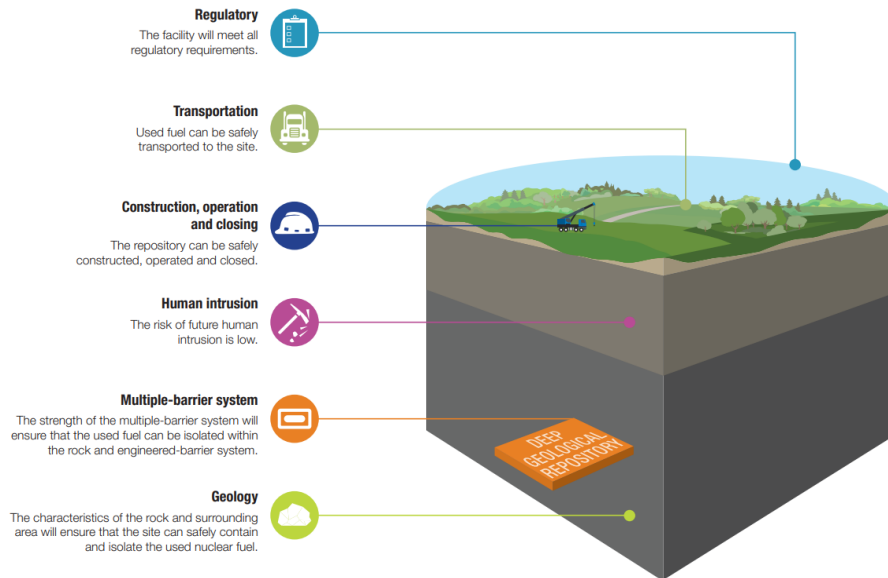 Regulatory
The facility will meet all
regulatory requirements.
Transportation
Used fuel can be safely
transported to the site.
Construction, operation
and closing
The repository can be safely
constructed, operated and closed.
Human intrusion
The risk of future human
intrusion is low.
Multiple-barrier system
The strength of the multiple-barrier system will
ensure that the used fuel can be isolated within
the rock and engineered-barrier system.
DEEP
GEOLOGICAL
REPOSITORY
Geology
The characteristics of the rock and surrounding
area will ensure that the site can safely contain
and isolate the used nuclear fuel.